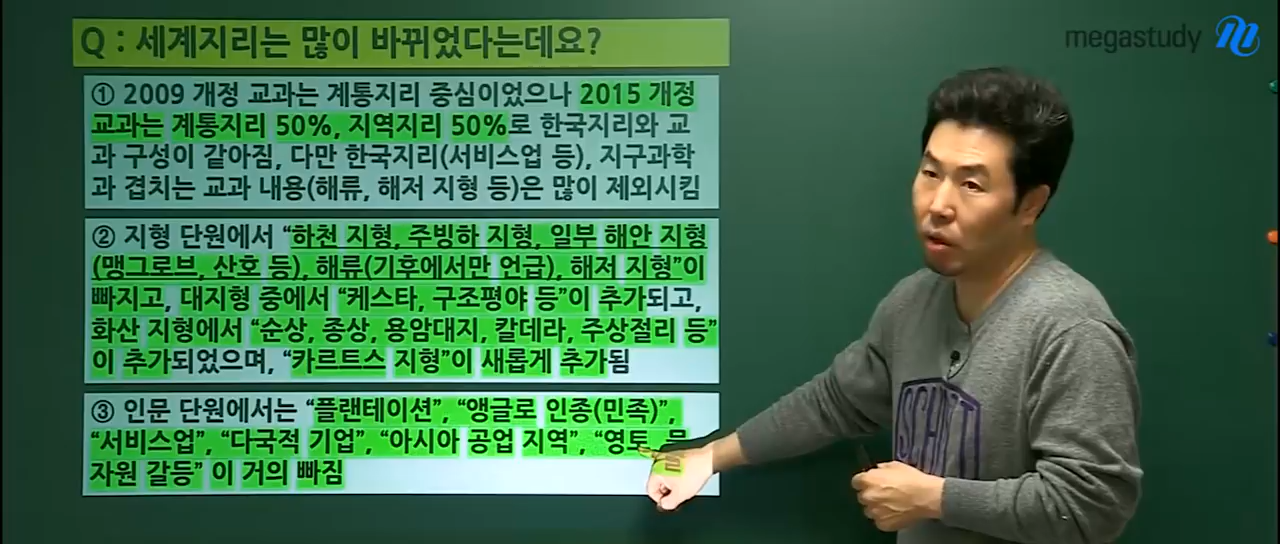 Q : 세계지리는 많이 바뀌었다는데요?
megastudy
① 2009 개정 교과는 계통지리 중심이었으나 2015 개정
교과는 계통지리 50%, 지역지리 50%로 한국지리와 교
과 구성이 같아짐, 다만 한국지리(서비스업 등), 지구과학
과 겹치는 교과 내용(해류, 해저 지형 등)은 많이 제외시킴
② 지형 단원에서 “하천 지형, 주빙하 지형, 일부 해안 지형
(맹그로브, 산호 등), 해류(기후에서만 언급), 해저 지형”이
빠지고, 대지형 중에서 “케스타, 구조평야 등”이 추가되고,
화산 지형에서 “순상, 종상, 용암대지, 칼데라, 주상절리 등”
이 추가되었으며, “카르트스 지형”이 새롭게 추가됨
③ 인문 단원에서는 “플랜테이션”, “앵글로 인종(민족)”,
“서비스업”, “다국적 기업”, “아시아 공업 지역”, “영토,
자원 갈등” 이 거의 빠짐